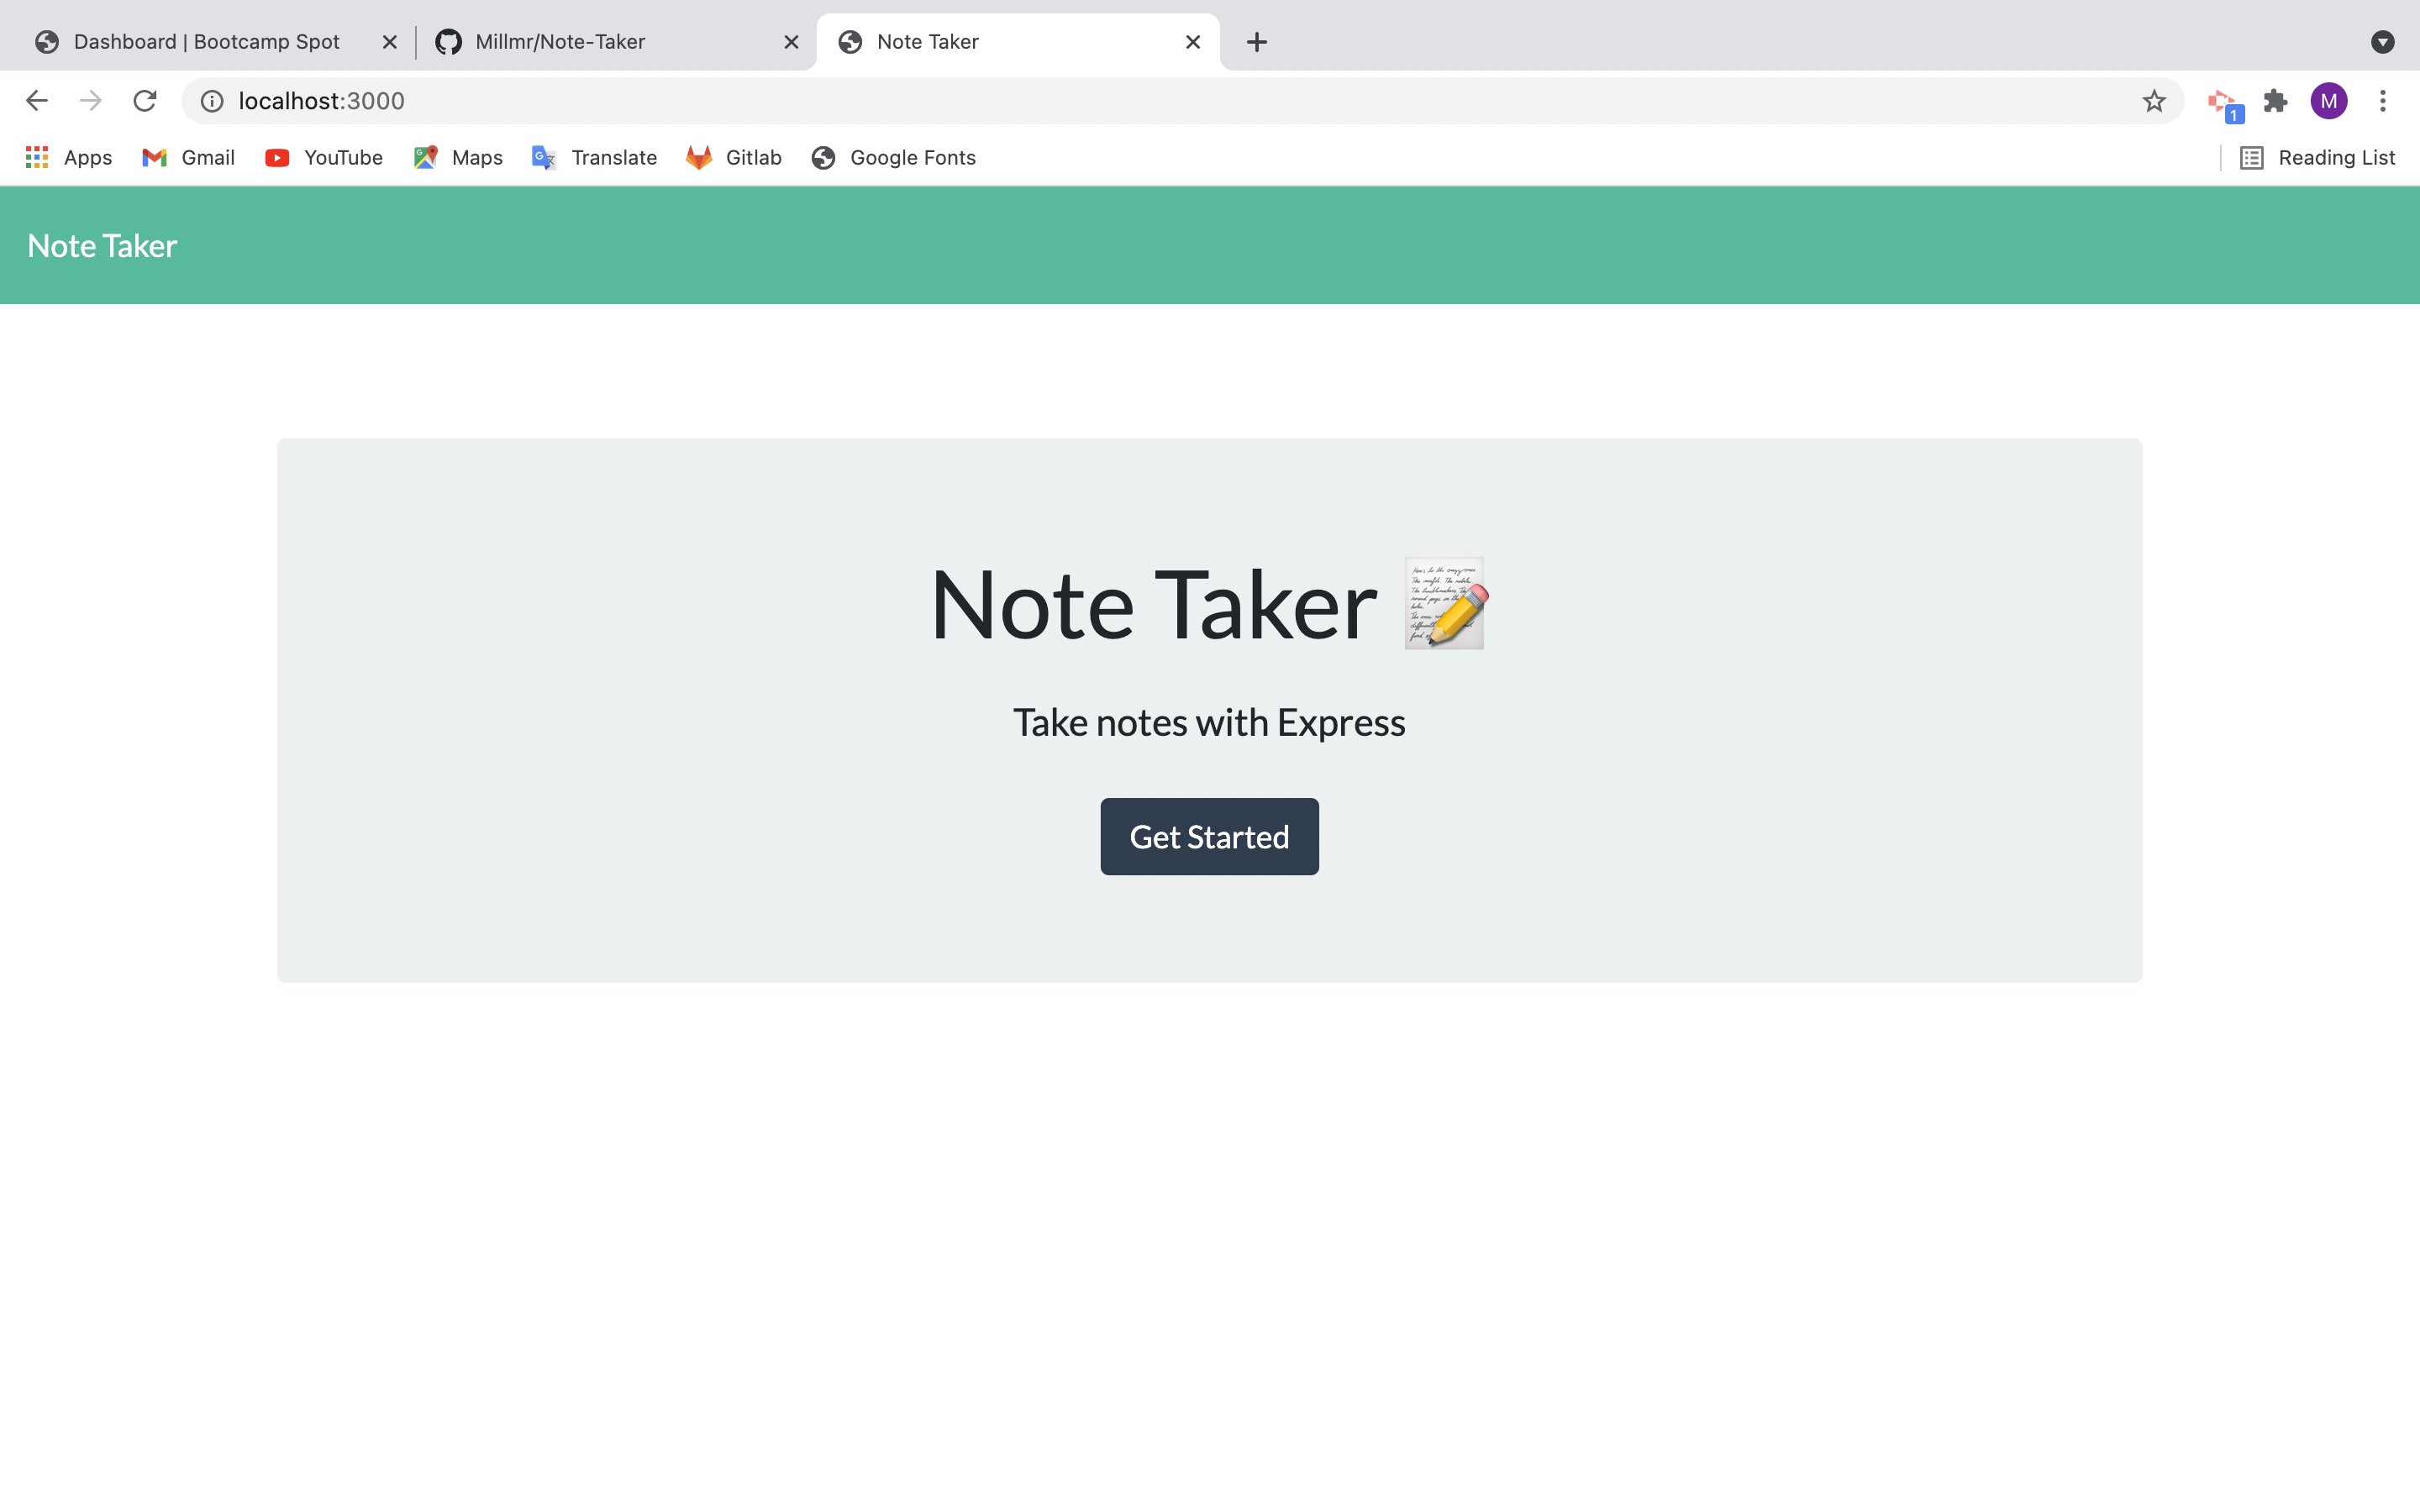 Dashboard | Bootcamp Spot
Millmr/Note-Taker
Note Taker
localhost:3000
1
M
Apps
Gmail
YouTube
Maps
Translate
Gitlab
Google Fonts
Reading List
Note Taker
Note Taker
Take notes with Express
Get Started